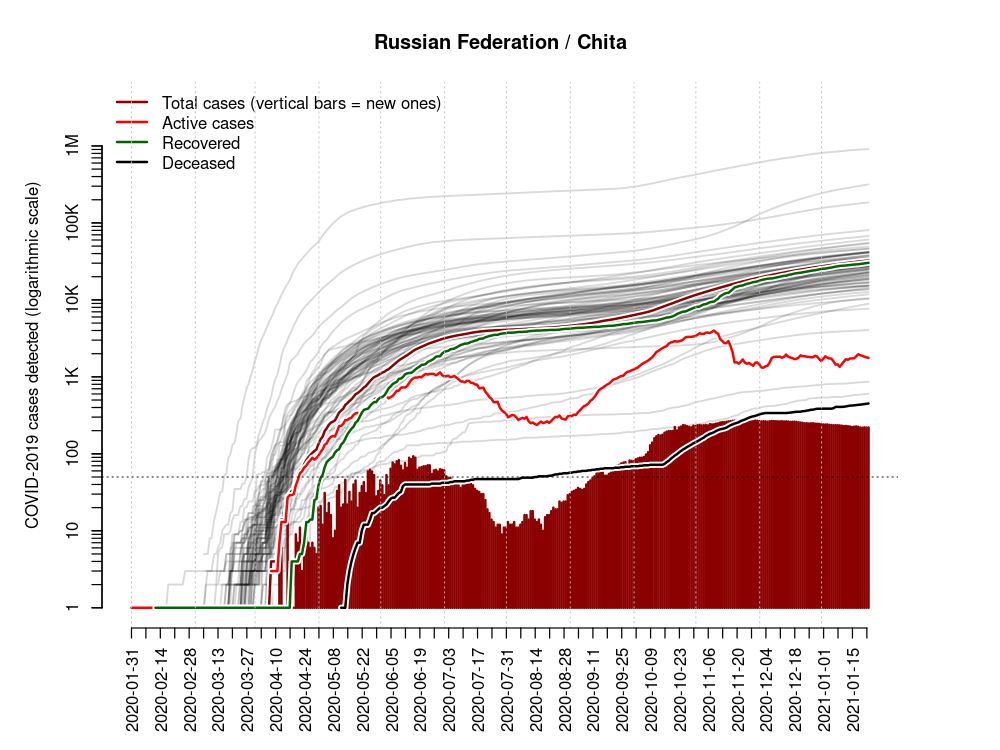 Russian Federation / Chita
Total cases (vertical bars = new ones)
Active cases
Recovered
Deceased
COVID-2019 cases detected (logarithmic scale)
1M
100K
10K
1K
100
10
1
2020-01-31
2020-02-14
2020-02-28
2020-03-13
2020-03-27
2020-04-10
2020-04-24
2020-05-08
2020-05-22
2020-06-05
2020-06-19
2020-07-03
2020-07-17
2020-07-31
2020-08-14
2020-08-28
2020-09-11
2020-09-25
2020-10-09
2020-10-23
2020-11-06
2020-11-20
2020-12-04
2020-12-18
2021-01-01
2021-01-15